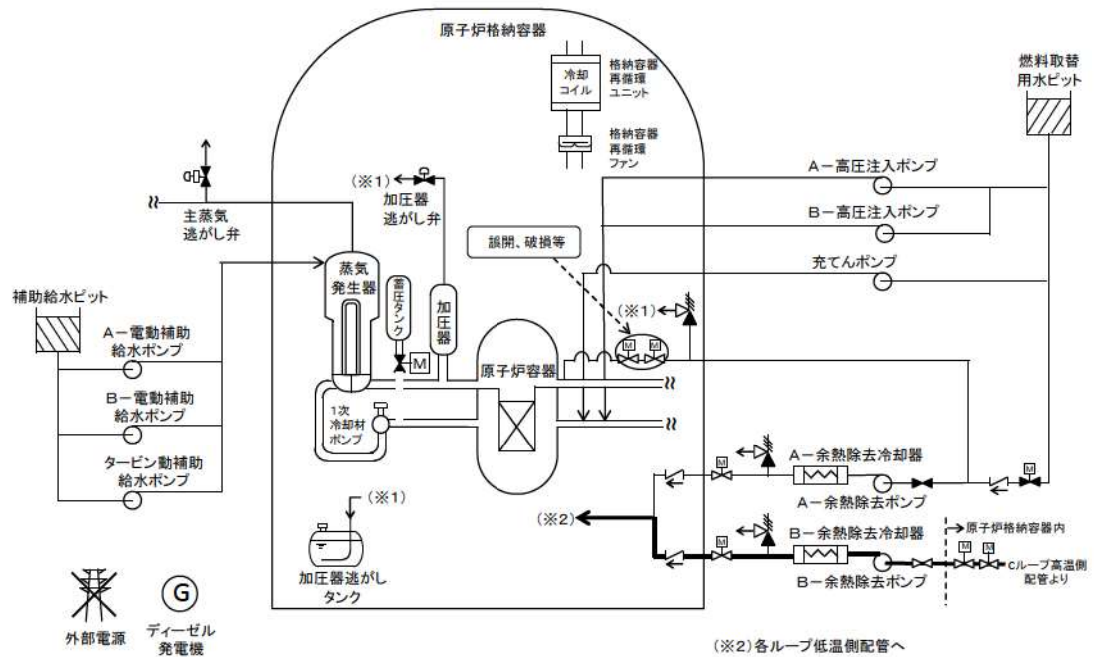 原子炉格納容器
冷却
コイル
格納容器
再循環
ユニット
格納容器
再循環
ファン
燃料取替
用水ピット
A－高圧注入ポンプ
B－高圧注入ポンプ
充てんポンプ
主蒸気
逃がし弁
(※1)
加圧器
逃がし弁
誤開、破損等
蒸気
発生器
蓄圧タンク
加圧器
M
(※1)
M
M
原子炉容器
1次
冷却材
ポンプ
補助給水ピット
A－電動補助
給水ポンプ
B－電動補助
給水ポンプ
タービン動補助
給水ポンプ
(※1)
加圧器逃がし
タンク
(※2)
M
A－余熱除去冷却器
A－余熱除去ポンプ
M
M
B－余熱除去冷却器
B－余熱除去ポンプ
原子炉格納容器内
M
M
Cループ高温側
配管より
外部電源
G
ディーゼル
発電機
(※2)各ループ低温側配管へ